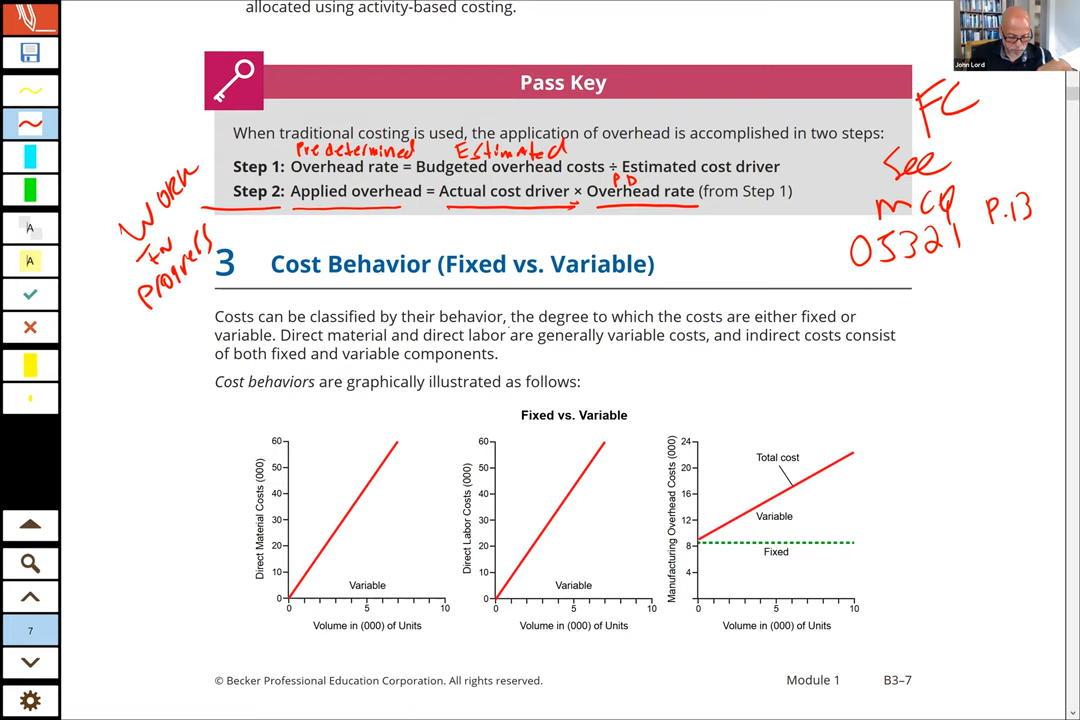 allocated using activity-based costing.
John Lord
Pass Key
FC
When traditional costing is used, the application of overhead is accomplished in two steps:
Predetermined Estimated
See
Step 1: Overhead rate = Budgeted overhead costs ÷ Estimated cost driver
PD
Step 2: Applied overhead = Actual cost driver × Overhead rate (from Step 1)
MCQ P.13
05321
Work
In
Progress
3 Cost Behavior (Fixed vs. Variable)
Costs can be classified by their behavior, the degree to which the costs are either fixed or
variable. Direct material and direct labor are generally variable costs, and indirect costs consist
of both fixed and variable components.
Cost behaviors are graphically illustrated as follows:
Fixed vs. Variable
Direct Material Costs (000)
60
50
40
30
20
10
0
Variable
0 5 10
Volume in (000) of Units
Direct Labor Costs (000)
60
50
40
30
20
10
0
Variable
0 5 10
Volume in (000) of Units
Manufacturing Overhead Costs (000)
24
20
16
12
8
4
Total cost
Variable
Fixed
0 5 10
Volume in (000) of Units
© Becker Professional Education Corporation. All rights reserved.
Module 1 B3–7
A
A
7